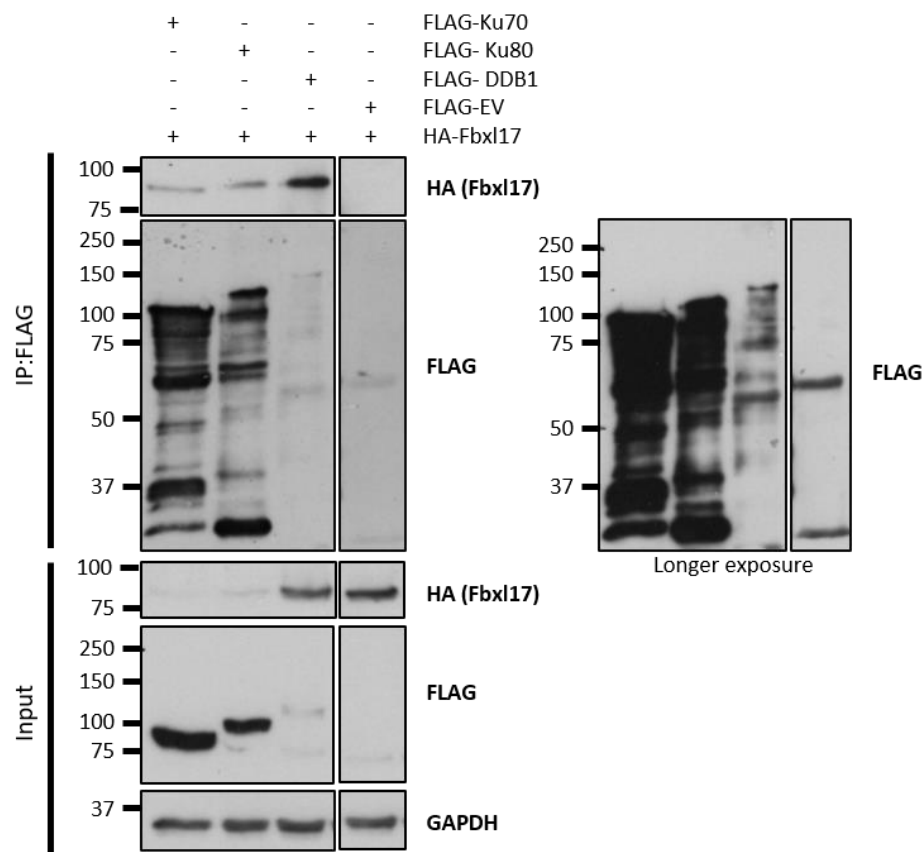 + - - - FLAG-Ku70
- + - - FLAG- Ku80
- - + - FLAG- DDB1
- - - + FLAG-EV
+ + + + HA-Fbxl17
IP:FLAG
100
75
HA (Fbxl17)
250
150
100
75
50
37
FLAG
250
150
100
75
50
37
FLAG
Longer exposure
Input
100
75
HA (Fbxl17)
250
150
100
75
FLAG
37
GAPDH